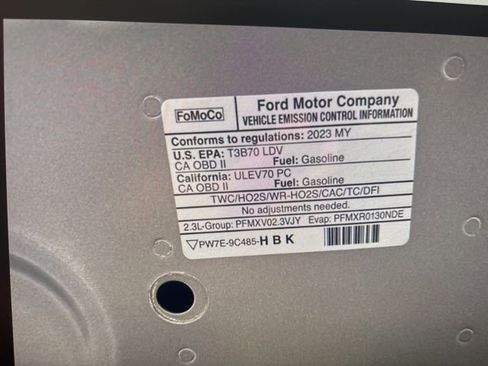 FoMoCo
Ford Motor Company
VEHICLE EMISSION CONTROL INFORMATION
Conforms to regulations: 2023 MY
U.S. EPA: T3B70 LDV
CA OBD II Fuel: Gasoline
California: ULEV70 PC
CA OBD II Fuel: Gasoline
TWC/HO2S/WR-HO2S/CAC/TC/DFI
No adjustments needed.
2.3L-Group: PFMXV02.3VJY Evap: PFMXR0130NDE
▽PW7E-9C485-HBK